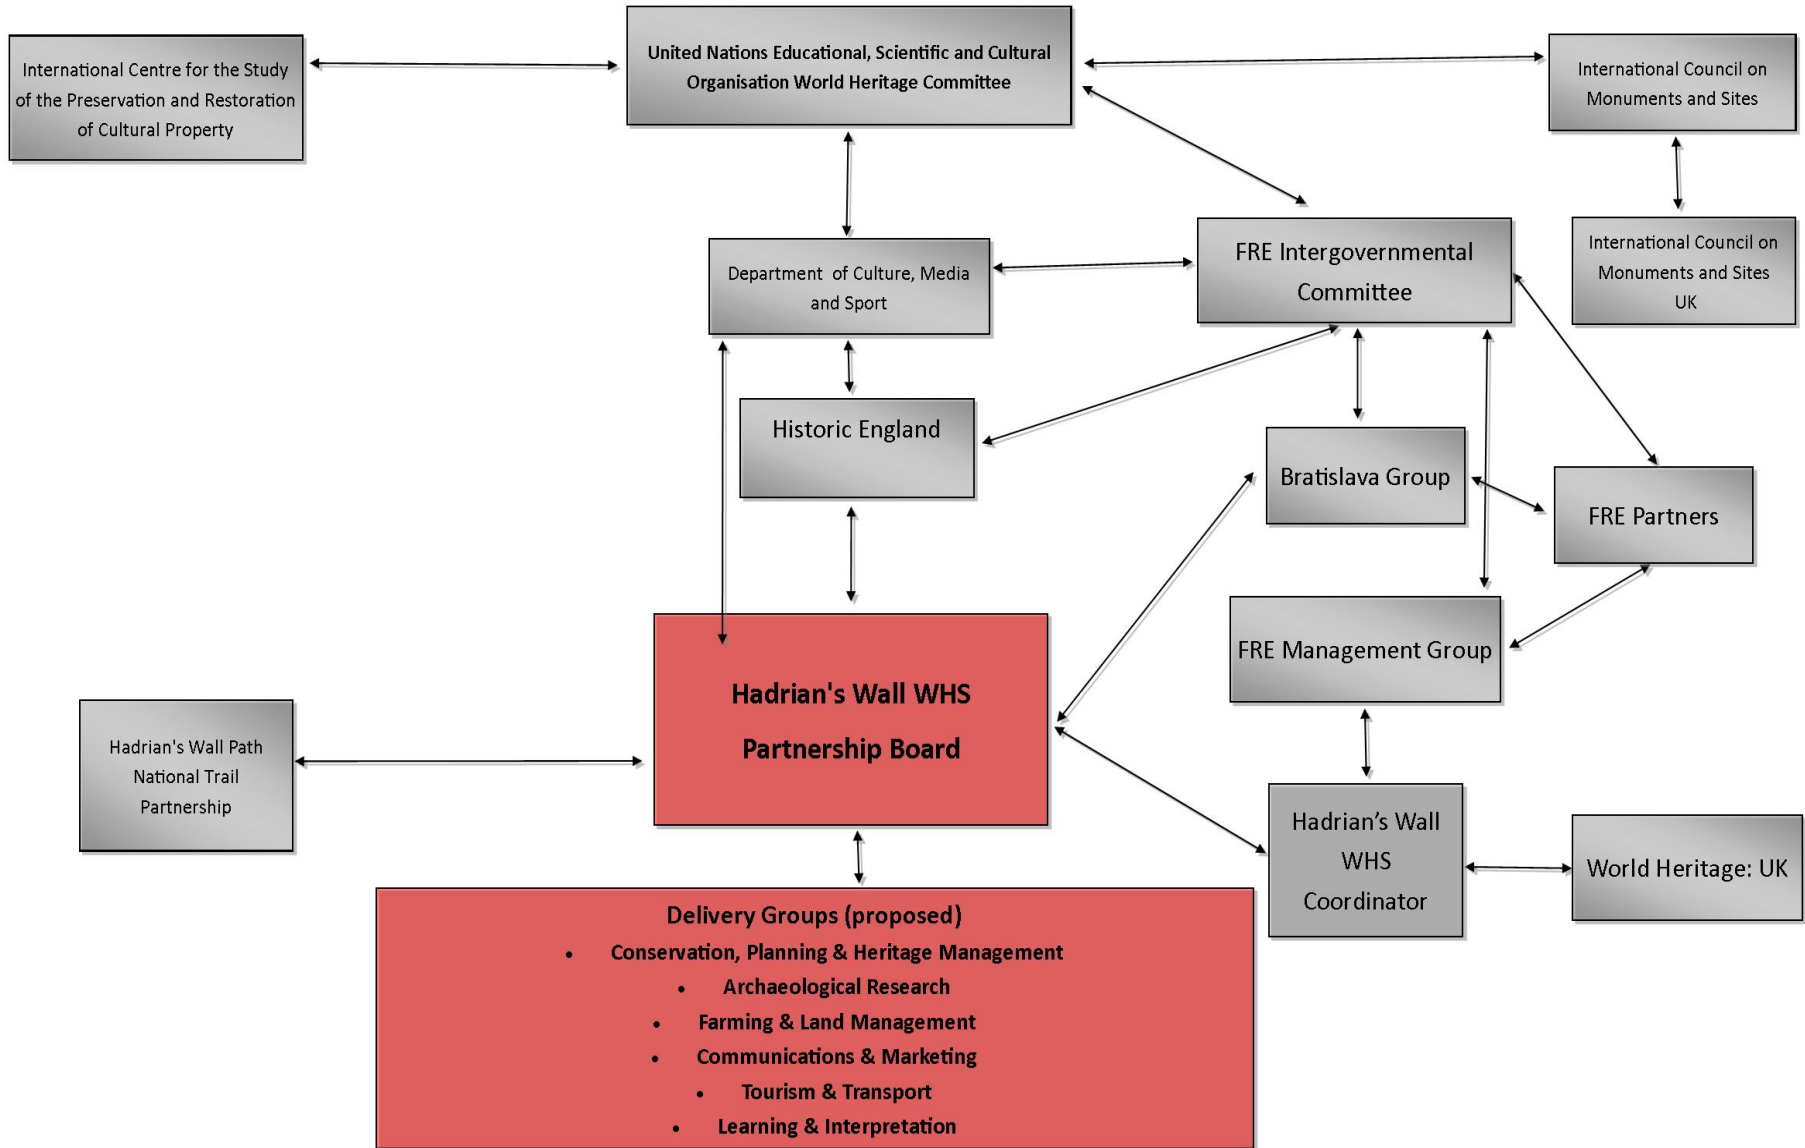 United Nations Educational, Scientific and Cultural
Organisation World Heritage Committee
International Centre for the Study
of the Preservation and Restoration
of Cultural Property
International Council on
Monuments and Sites
International Council on
Monuments and Sites
UK
Department of Culture, Media
and Sport
FRE Intergovernmental
Committee
Historic England
Bratislava Group
FRE Partners
FRE Management Group
Hadrian's Wall WHS
Partnership Board
Hadrian's Wall Path
National Trail
Partnership
Hadrian’s Wall
WHS
Coordinator
World Heritage: UK
Delivery Groups (proposed)
• Conservation, Planning & Heritage Management
• Archaeological Research
• Farming & Land Management
• Communications & Marketing
• Tourism & Transport
• Learning & Interpretation